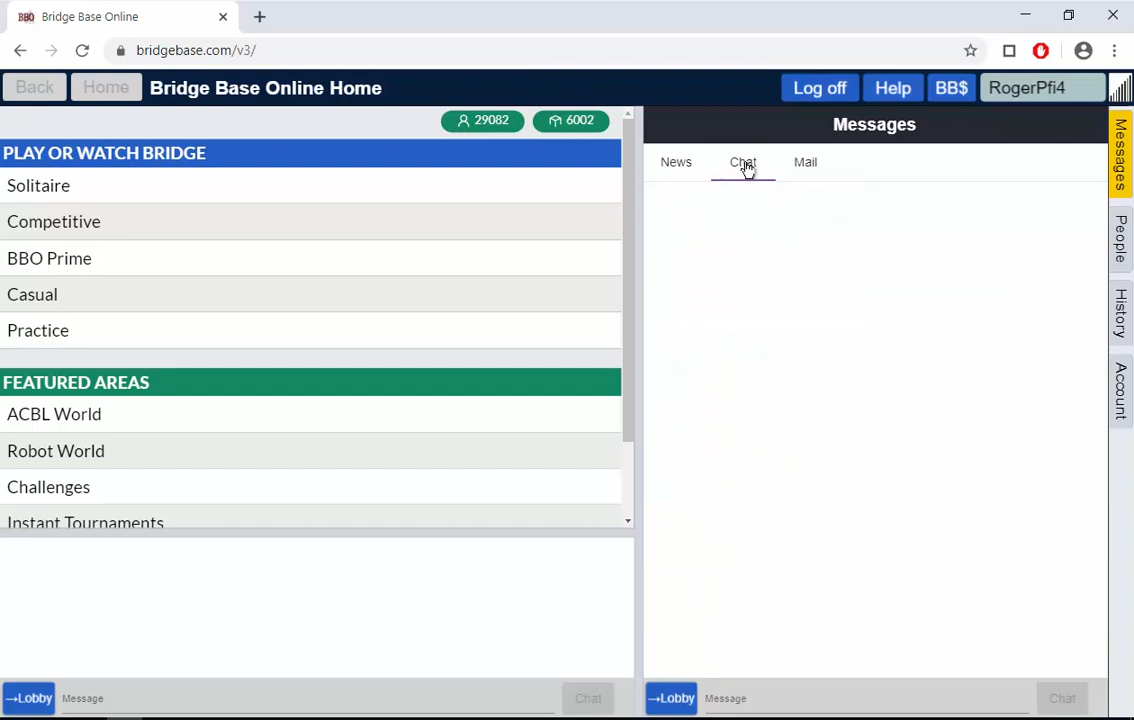 BBO Bridge Base Online
bridgebase.com/v3/
Back Home Bridge Base Online Home Log off Help BB$ RogerPfi4
29082 6002
PLAY OR WATCH BRIDGE
Solitaire
Competitive
BBO Prime
Casual
Practice
FEATURED AREAS
ACBL World
Robot World
Challenges
Instant Tournaments
→Lobby Message Chat
Messages
News Chat Mail
→Lobby Message Chat
Messages
People
History
Account